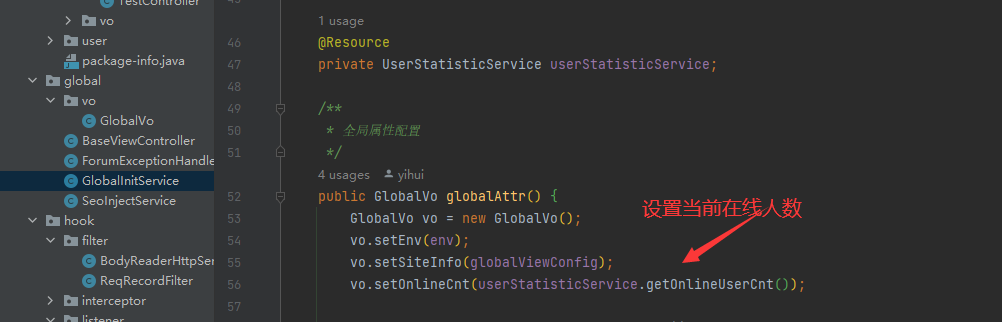 TestController
vo
user
package-info.java
global
vo
GlobalVo
BaseViewController
ForumExceptionHandle
GlobalInitService
SeoInjectService
hook
filter
BodyReaderHttpSer
ReqRecordFilter
interceptor
listener
1 usage
46 @Resource
47 private UserStatisticService userStatisticService;
48
49 /**
50 * 全局属性配置
51 */
4 usages yihui
52 public GlobalVo globalAttr() {
53 GlobalVo vo = new GlobalVo();
54 vo.setEnv(env);
55 vo.setSiteInfo(globalViewConfig);
56 vo.setOnlineCnt(userStatisticService.getOnlineUserCnt());
57
设置当前在线人数